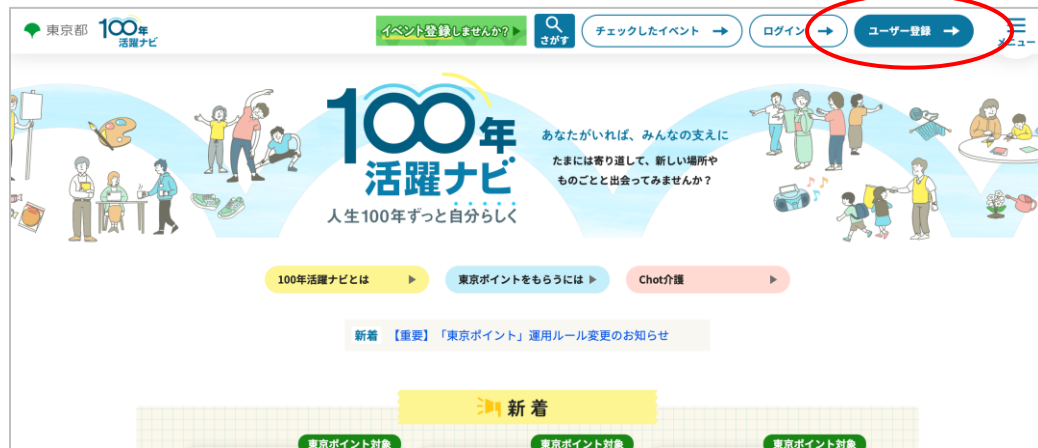 東京都
100年
活躍ナビ
イベント登録しませんか?▶
さがす
チェックしたイベント →
ログイン →
ユーザー登録 →
メニュー
100年
活躍ナビ
人生100年ずっと自分らしく
あなたがいれば、みんなの支えに
たまには寄り道して、新しい場所や
ものごとと出会ってみませんか?
100年活躍ナビとは ▶
東京ポイントをもらうには ▶
Chot介護 ▶
新着 【重要】「東京ポイント」運用ルール変更のお知らせ
新着
東京ポイント対象
東京ポイント対象
東京ポイント対象